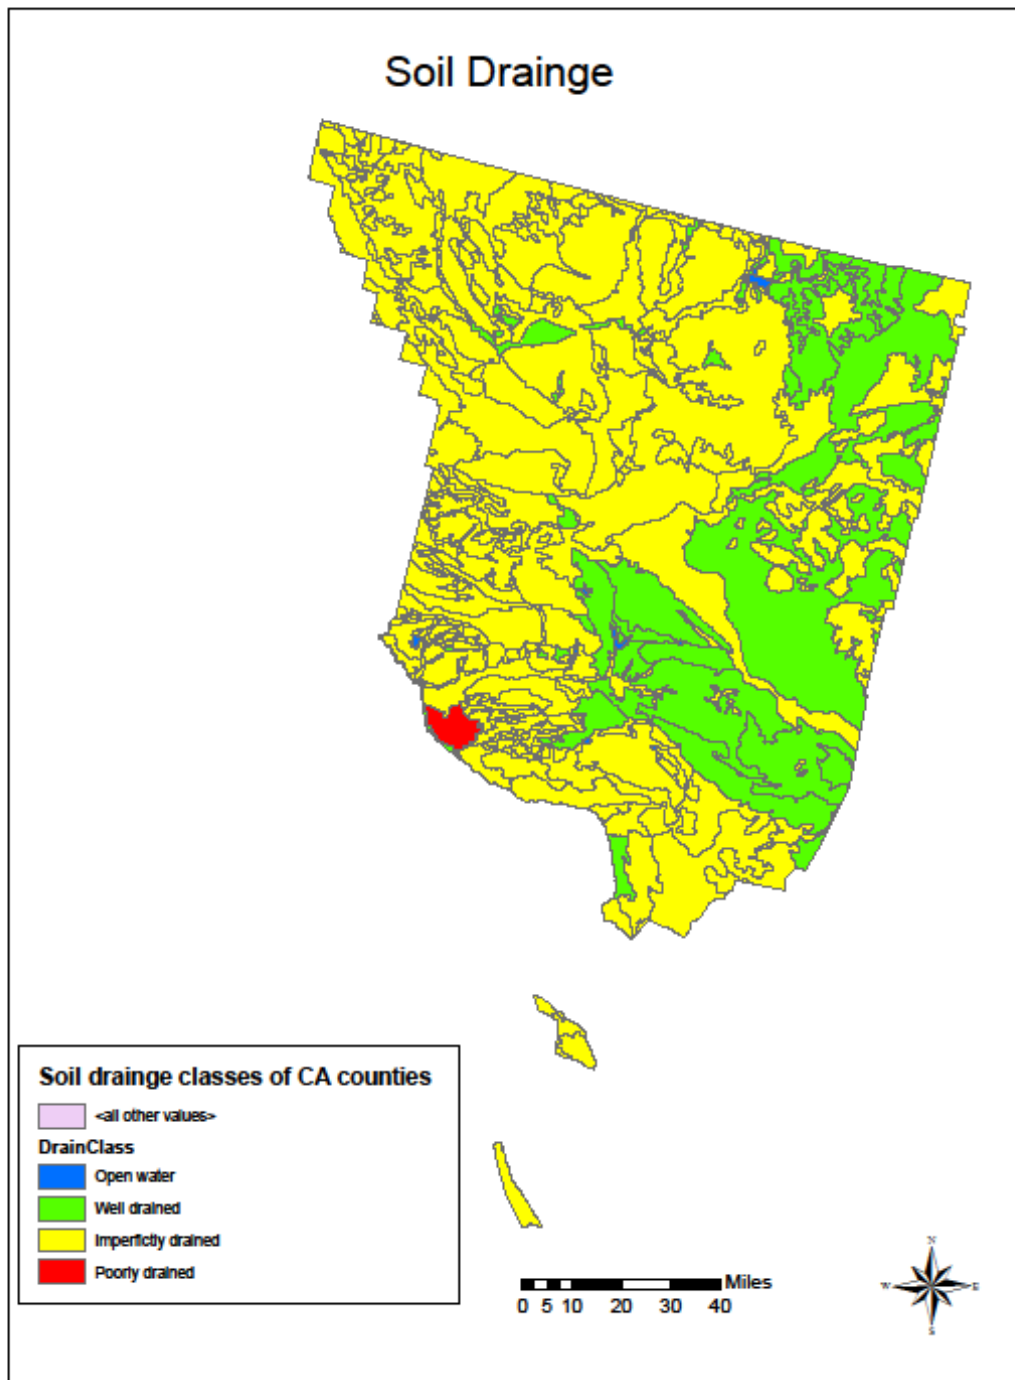 Soil Drainge
Soil drainge classes of CA counties
<all other values>
DrainClass
Open water
Well drained
Imperfictly drained
Poorly drained
Miles
0 5 10 20 30 40
N
W E
S